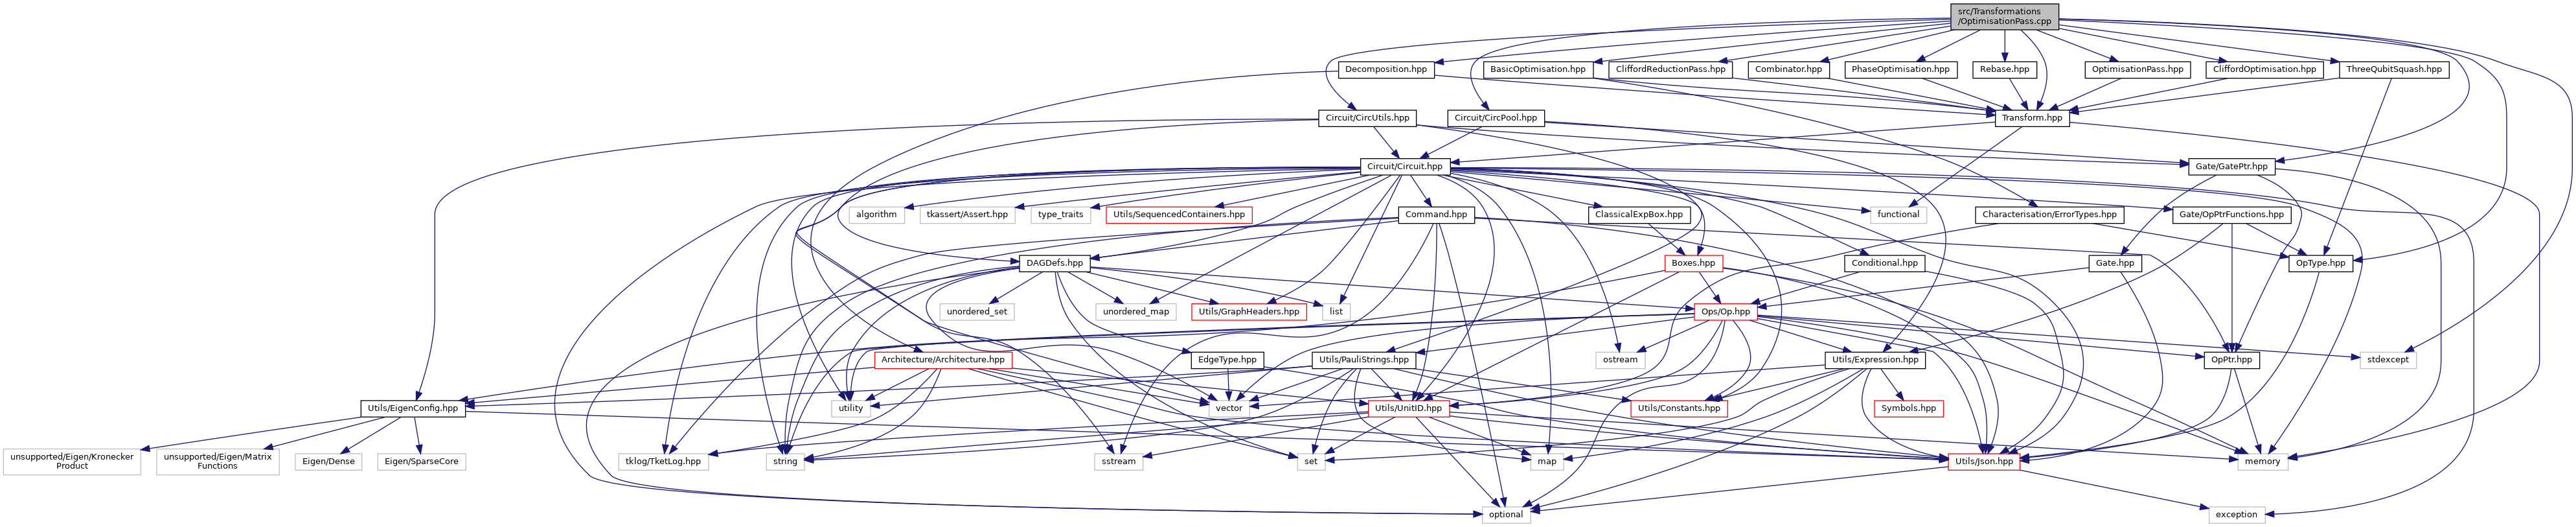 src/Transformations
/OptimisationPass.cpp
Decomposition.hpp
BasicOptimisation.hpp
CliffordReductionPass.hpp
Combinator.hpp
PhaseOptimisation.hpp
Rebase.hpp
OptimisationPass.hpp
CliffordOptimisation.hpp
ThreeQubitSquash.hpp
Circuit/CircUtils.hpp
Circuit/CircPool.hpp
Transform.hpp
Circuit/Circuit.hpp
Gate/GatePtr.hpp
algorithm
tkassert/Assert.hpp
type_traits
Utils/SequencedContainers.hpp
Command.hpp
ClassicalExpBox.hpp
functional
Characterisation/ErrorTypes.hpp
Gate/OpPtrFunctions.hpp
DAGDefs.hpp
Boxes.hpp
Conditional.hpp
Gate.hpp
OpType.hpp
unordered_set
unordered_map
Utils/GraphHeaders.hpp
list
Ops/Op.hpp
Architecture/Architecture.hpp
EdgeType.hpp
Utils/PauliStrings.hpp
ostream
Utils/Expression.hpp
OpPtr.hpp
stdexcept
Utils/EigenConfig.hpp
utility
vector
Utils/UnitID.hpp
Utils/Constants.hpp
Symbols.hpp
unsupported/Eigen/Kronecker
Product
unsupported/Eigen/Matrix
Functions
Eigen/Dense
Eigen/SparseCore
tklog/TketLog.hpp
string
sstream
set
map
Utils/Json.hpp
memory
optional
exception